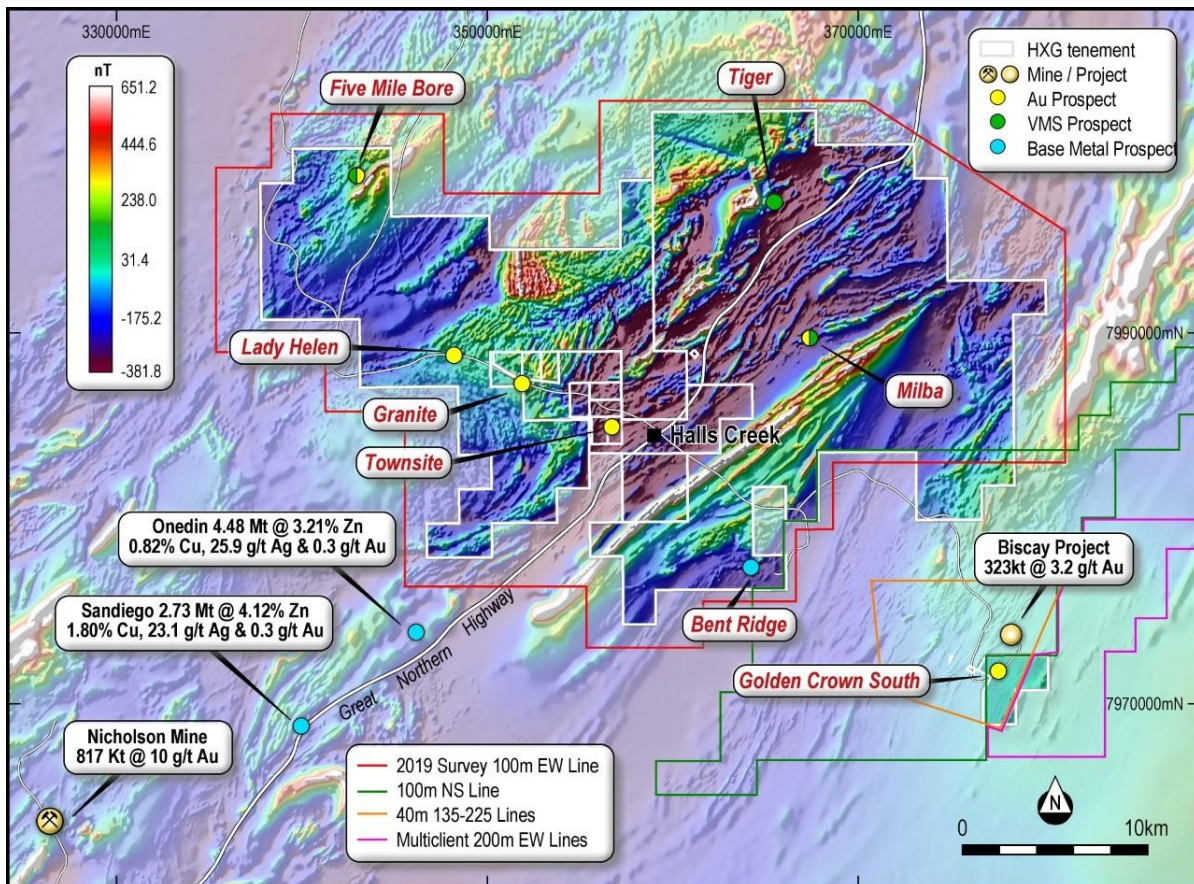 330000mE
350000mE
370000mE
nT
651.2
444.6
238.0
31.4
-175.2
-381.8
Five Mile Bore
Tiger
HXG tenement
Mine / Project
Au Prospect
VMS Prospect
Base Metal Prospect
7990000mN
Lady Helen
Granite
Townsite
Halls Creek
Milba
Onedin 4.48 Mt @ 3.21% Zn
0.82% Cu, 25.9 g/t Ag & 0.3 g/t Au
Sandiego 2.73 Mt @ 4.12% Zn
1.80% Cu, 23.1 g/t Ag & 0.3 g/t Au
Great Northern Highway
Bent Ridge
Biscay Project
323kt @ 3.2 g/t Au
Golden Crown South
7970000mN
Nicholson Mine
817 Kt @ 10 g/t Au
2019 Survey 100m EW Line
100m NS Line
40m 135-225 Lines
Multiclient 200m EW Lines
N
0 10km